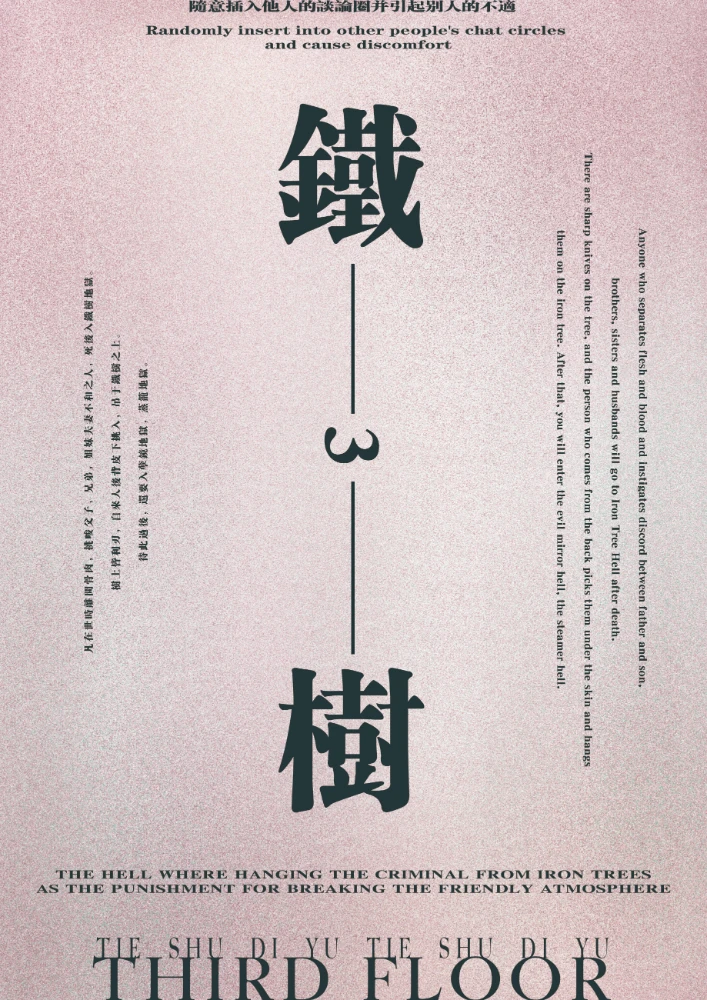 隨意插入他人的談論圈并引起別人的不適
Randomly insert into other people's chat circles
and cause discomfort
鐵
3
樹
Anyone who separates flesh and blood and instigates discord between father and son,
brothers, sisters and husbands will go to Iron Tree Hell after death.
There are sharp knives on the tree, and the person who comes from the back picks them under the skin and hangs
them on the iron tree. After that, you will enter the evil mirror hell, the steamer hell.
凡在世時離間骨肉，挑唆父子、兄弟，姐妹夫妻不和之人，死後入鐵樹地獄。
樹上皆利刃，自來人後背皮下挑入，吊于鐵樹之上。
待此過後，還要入孽鏡地獄，蒸籠地獄。
THE HELL WHERE HANGING THE CRIMINAL FROM IRON TREES
AS THE PUNISHMENT FOR BREAKING THE FRIENDLY ATMOSPHERE
TIE SHU DI YU TIE SHU DI YU
THIRD FLOOR